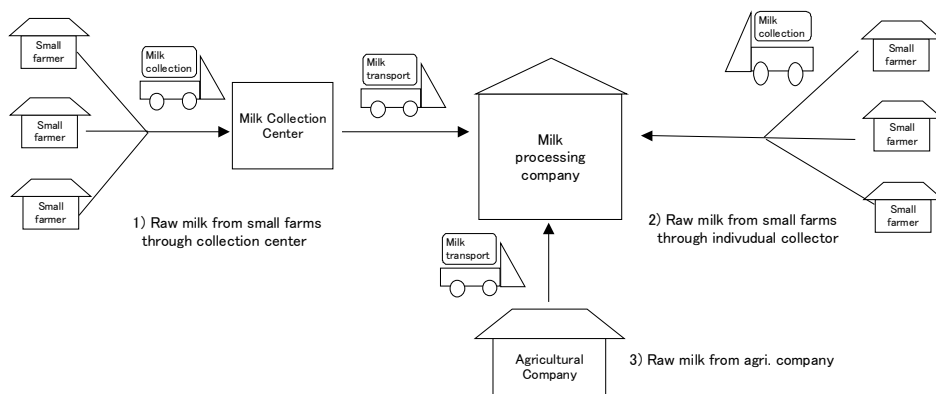 Small
farmer
Small
farmer
Small
farmer
Milk
collection
Milk Collection
Center
Milk
transport
Milk
processing
company
Milk
collection
Small
farmer
Small
farmer
Small
farmer
1) Raw milk from small farms
through collection center
2) Raw milk from small farms
through indivudual collector
Milk
transport
Agricultural
Company
3) Raw milk from agri. company